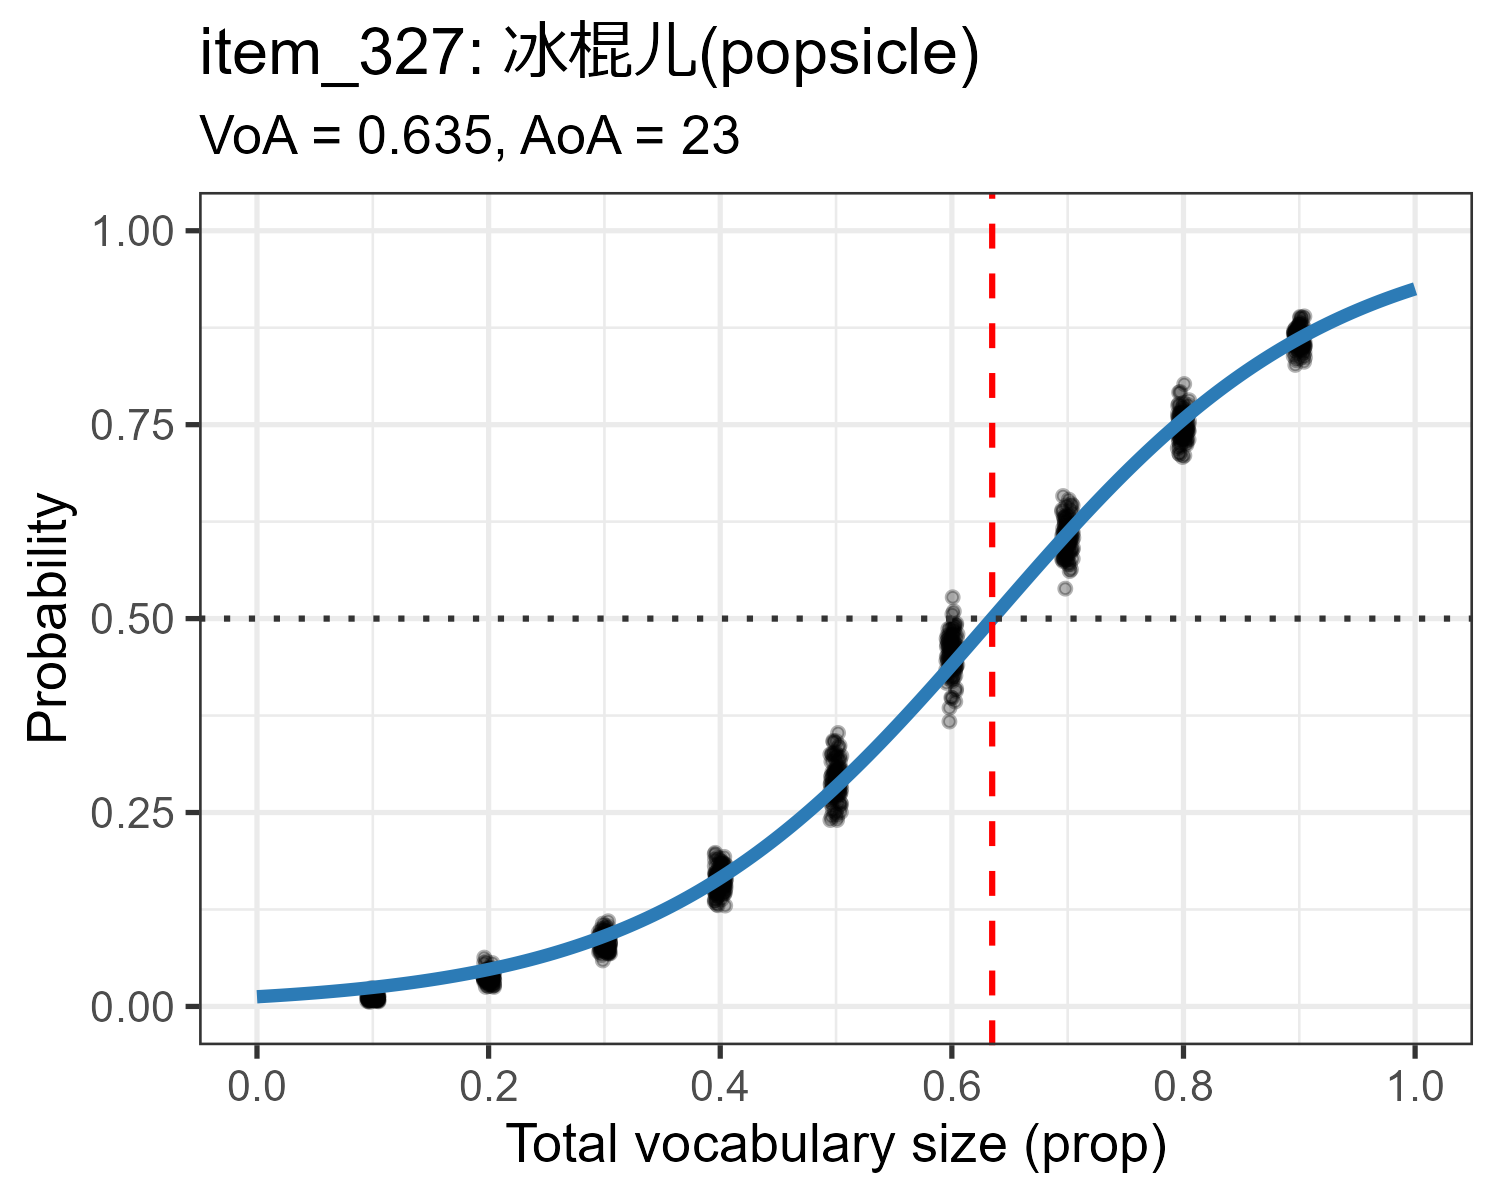 item_327: 冰棍儿(popsicle)
VoA = 0.635, AoA = 23
1.00
0.75
0.50
0.25
0.00
Probability
0.0 0.2 0.4 0.6 0.8 1.0
Total vocabulary size (prop)